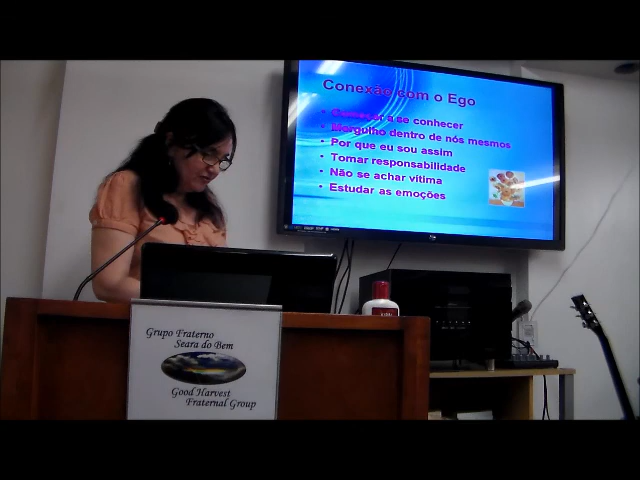 Conexão com o Ego
• Começar a se conhecer
• Mergulho dentro de nós mesmos
• Por que eu sou assim
• Tomar responsabilidade
• Não se achar vítima
• Estudar as emoções
Grupo Fraterno
Seara do Bem
Good Harvest
Fraternal Group